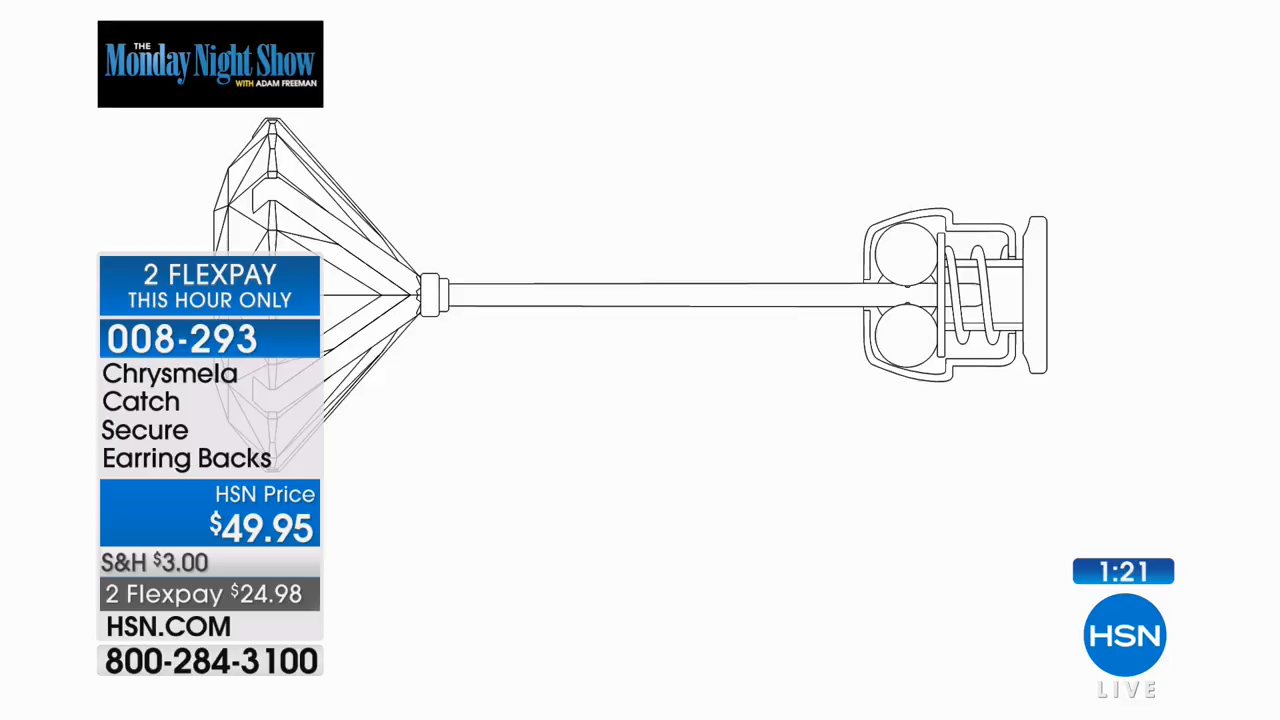 THE
Monday Night Show
WITH ADAM FREEMAN
2 FLEXPAY
THIS HOUR ONLY
008-293
Chrysmela
Catch
Secure
Earring Backs
HSN Price
$49.95
S&H $3.00
2 Flexpay $24.98
HSN.COM
800-284-3100
1:21
HSN
LIVE